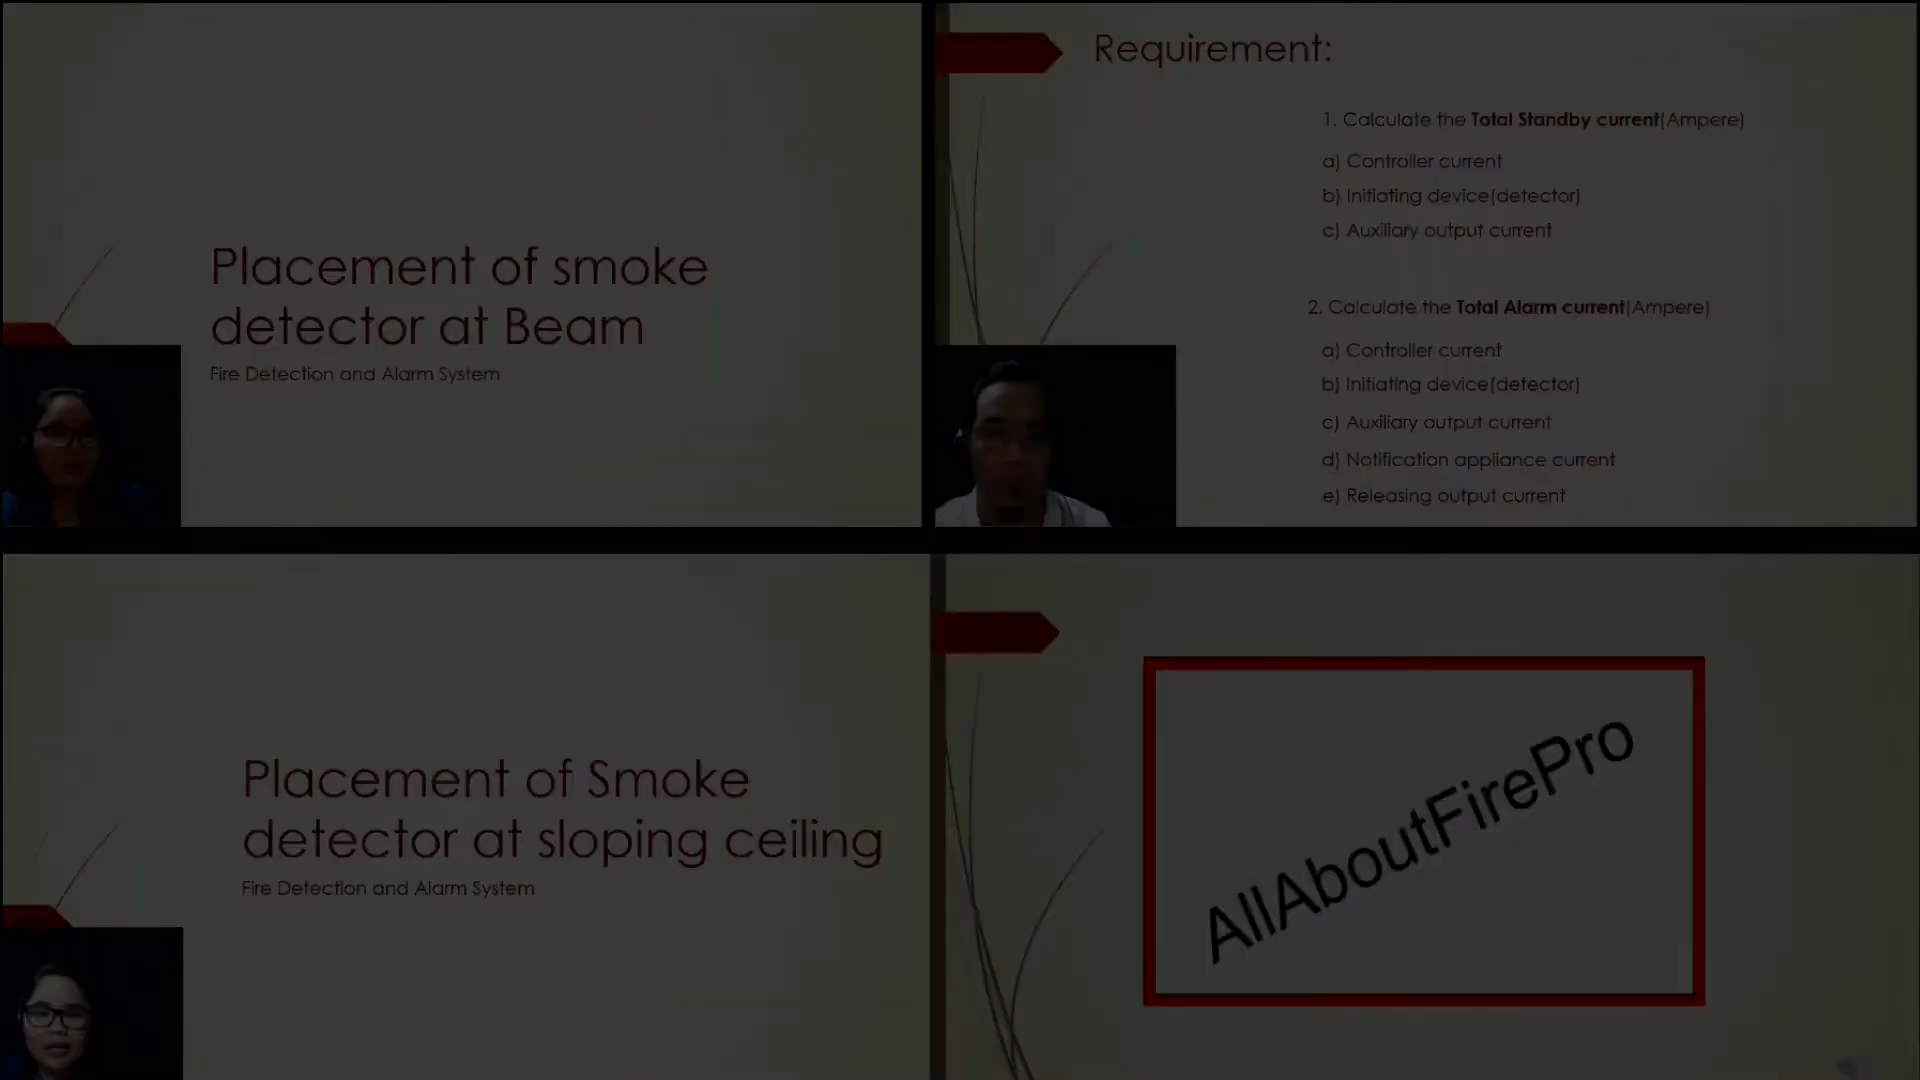 Placement of smoke
detector at Beam
Fire Detection and Alarm System
Requirement:
1. Calculate the Total Standby current(Ampere)
a) Controller current
b) Initiating device(detector)
c) Auxiliary output current
2. Calculate the Total Alarm current(Ampere)
a) Controller current
b) Initiating device(detector)
c) Auxiliary output current
d) Notification appliance current
e) Releasing output current
Placement of Smoke
detector at sloping ceiling
Fire Detection and Alarm System
AllAboutFirePro